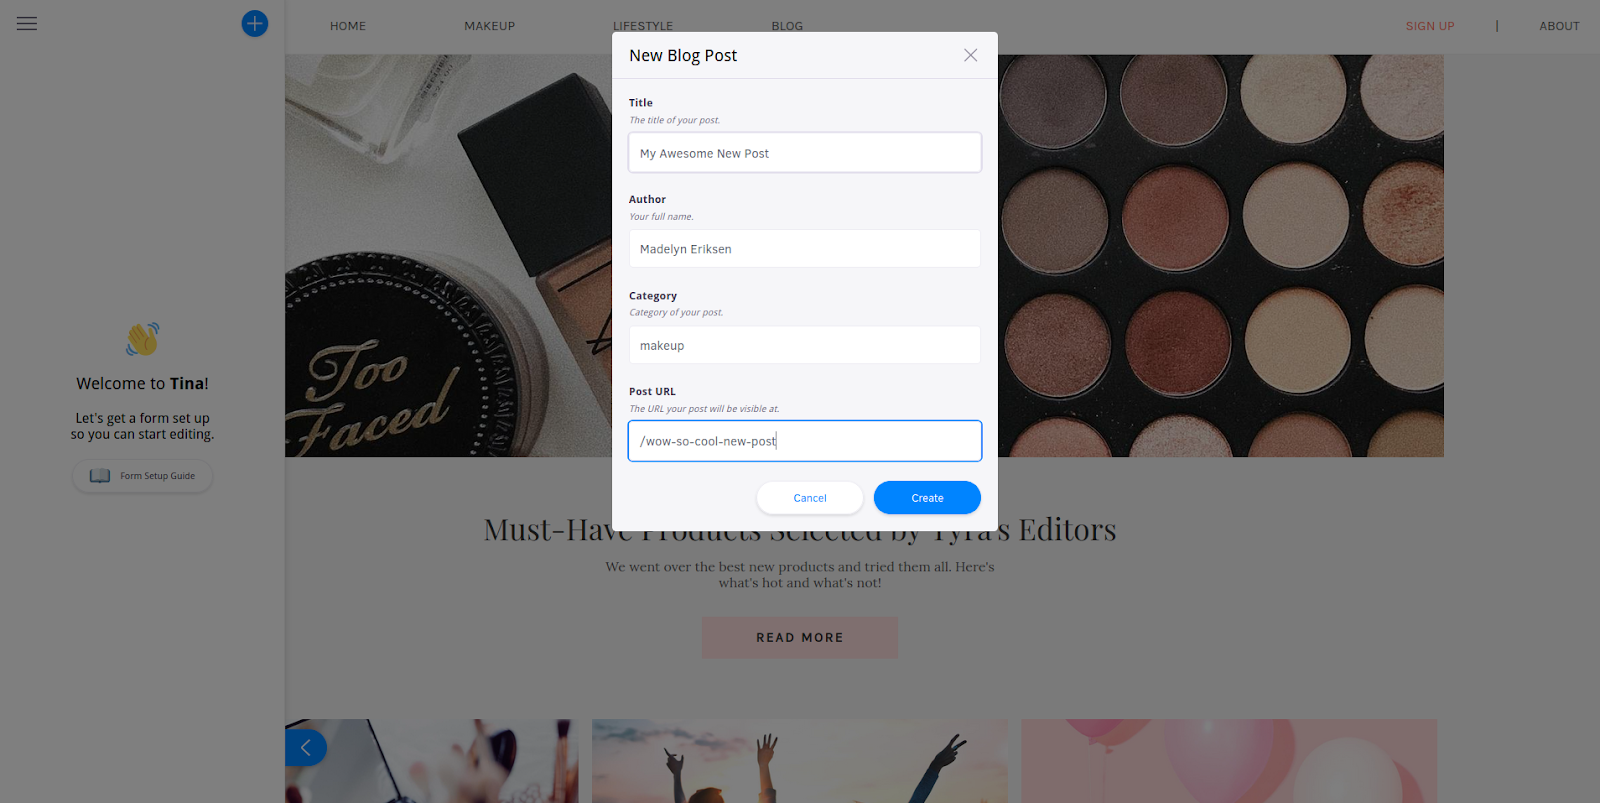 HOME
MAKEUP
LIFESTYLE
BLOG
SIGN UP
|
ABOUT
New Blog Post
Title
The title of your post.
My Awesome New Post
Author
Your full name.
Madelyn Eriksen
Category
Category of your post.
makeup
Post URL
The URL your post will be visible at.
/wow-so-cool-new-post
Cancel
Create
Welcome to Tina!
Let's get a form set up
so you can start editing.
Form Setup Guide
Too
Faced
Must-Have Products Selected by Tyra's Editors
We went over the best new products and tried them all. Here's
what's hot and what's not!
READ MORE